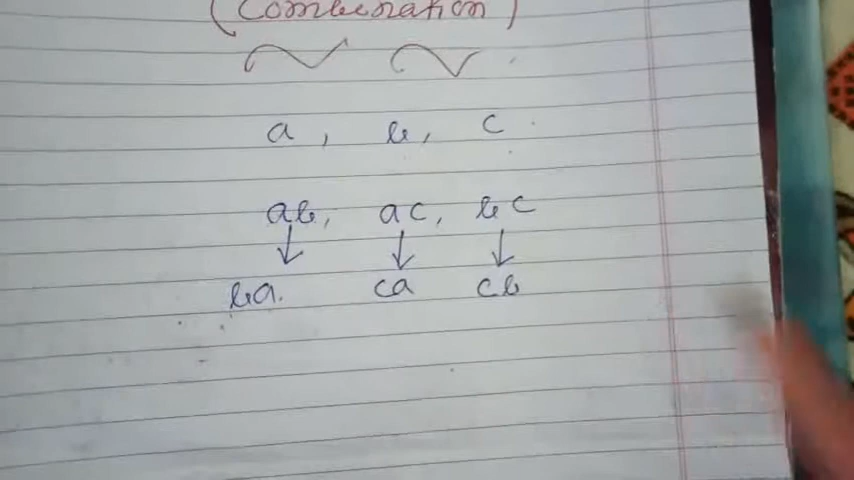 (Combination)
a, b, c
ab, ac, bc
ba. ca cb